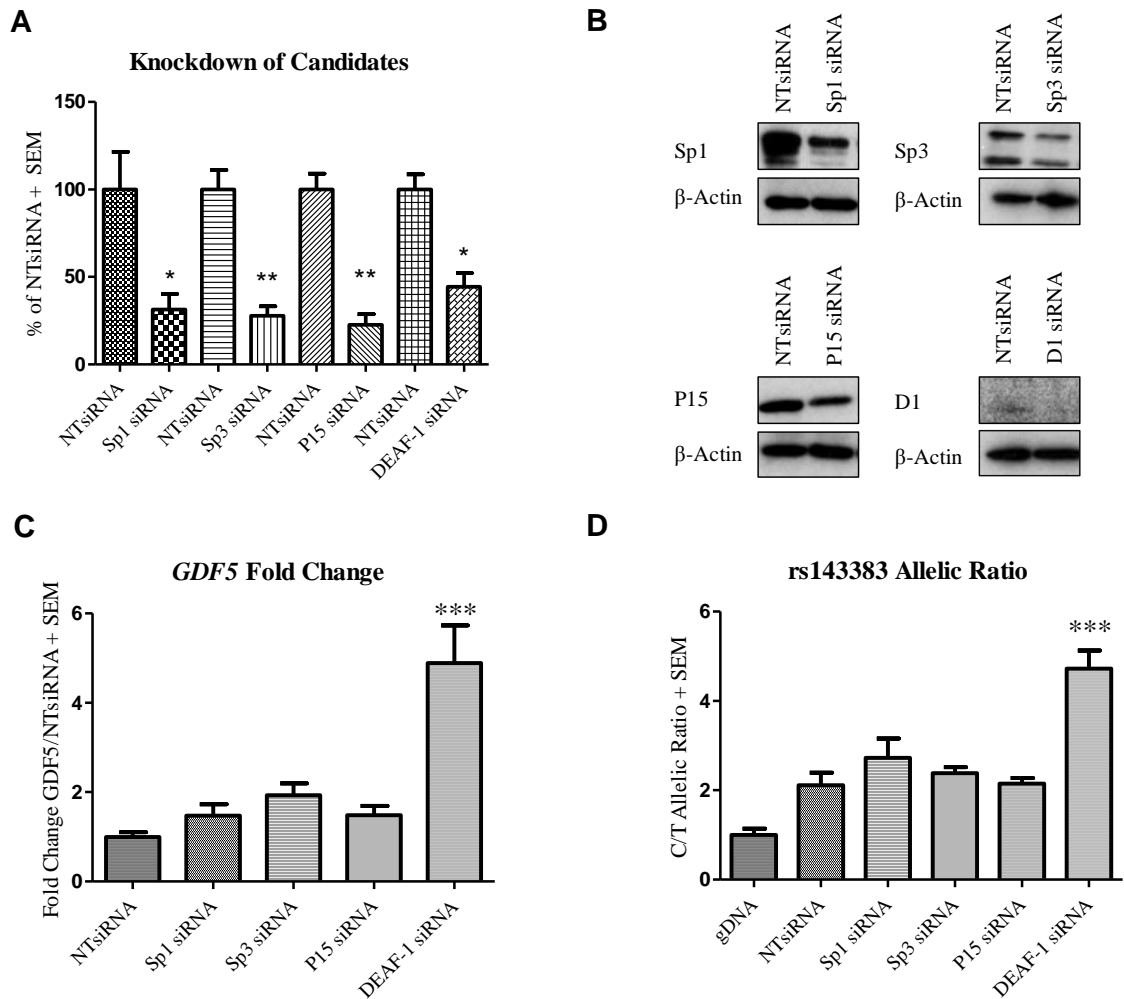 A
Knockdown of Candidates
% of NTsiRNA + SEM
150
100
50
0
*
**
**
*
NTsiRNA
Sp1 siRNA
NTsiRNA
Sp3 siRNA
NTsiRNA
P15 siRNA
NTsiRNA
DEAF-1 siRNA
B
NTsiRNA
Sp1 siRNA
Sp1
β-Actin
NTsiRNA
Sp3 siRNA
Sp3
β-Actin
NTsiRNA
P15 siRNA
P15
β-Actin
NTsiRNA
D1 siRNA
D1
β-Actin
C
GDF5 Fold Change
Fold Change GDF5/NTsiRNA + SEM
6
4
2
0
***
NTsiRNA
Sp1 siRNA
Sp3 siRNA
P15 siRNA
DEAF-1 siRNA
D
rs143383 Allelic Ratio
C/T Allelic Ratio + SEM
6
4
2
0
***
gDNA
NTsiRNA
Sp1 siRNA
Sp3 siRNA
P15 siRNA
DEAF-1 siRNA